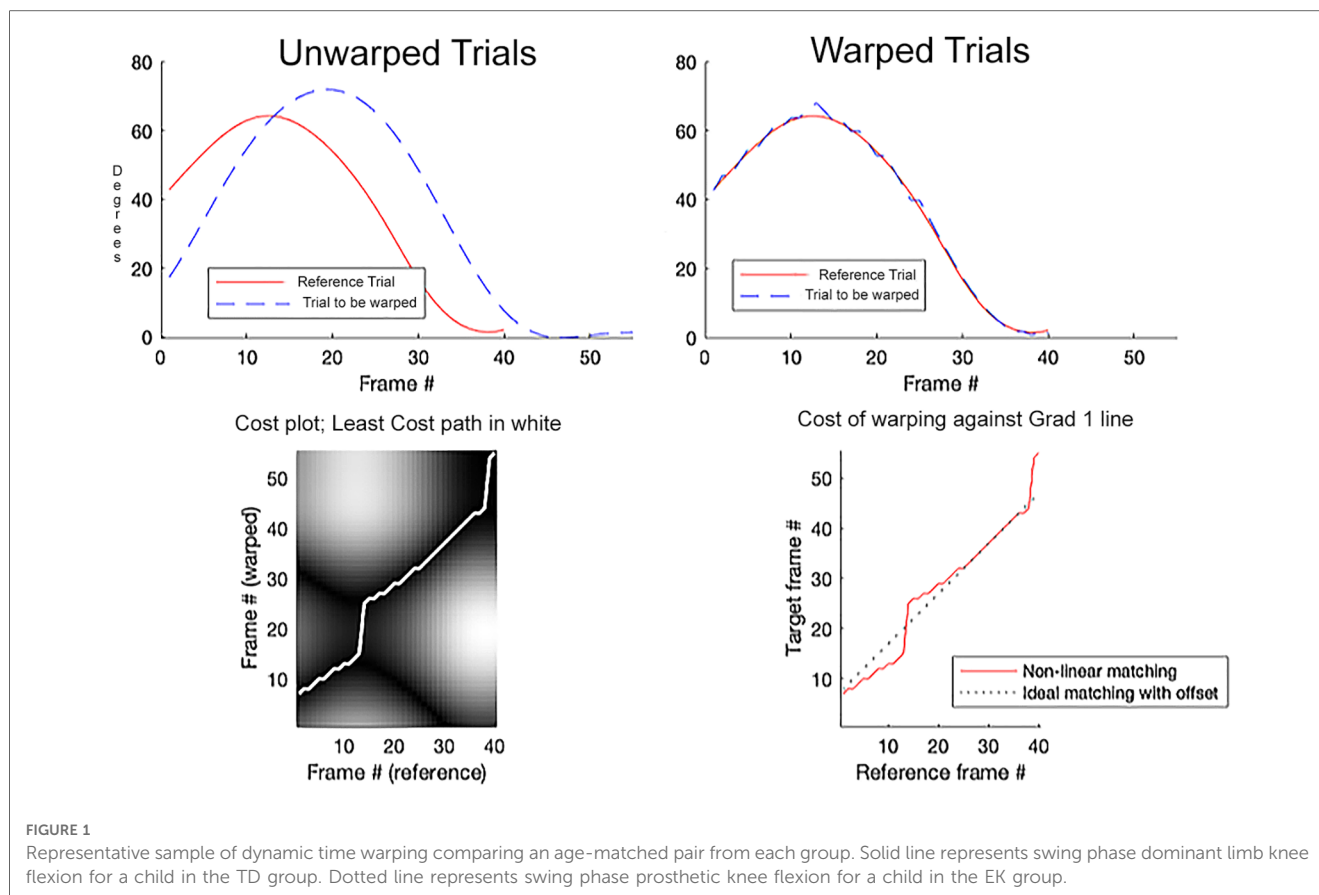 Unwarped Trials
80
60
40
20
0
Degrees
Reference Trial
Trial to be warped
0 10 20 30 40 50
Frame #
Warped Trials
80
60
40
20
0
Reference Trial
Trial to be warped
0 10 20 30 40 50
Frame #
Cost plot; Least Cost path in white
50
40
30
20
10
Frame # (warped)
10 20 30 40
Frame # (reference)
Cost of warping against Grad 1 line
50
40
30
20
10
Target frame #
Non-linear matching
Ideal matching with offset
10 20 30 40
Reference frame #
FIGURE 1
Representative sample of dynamic time warping comparing an age-matched pair from each group. Solid line represents swing phase dominant limb knee
flexion for a child in the TD group. Dotted line represents swing phase prosthetic knee flexion for a child in the EK group.